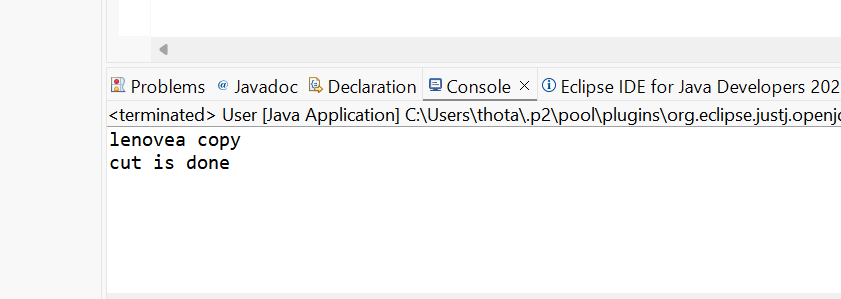 Problems @ Javadoc Declaration Console × Eclipse IDE for Java Developers 202
<terminated> User [Java Application] C:\Users\thota\.p2\pool\plugins\org.eclipse.justj.openj
lenovea copy
cut is done